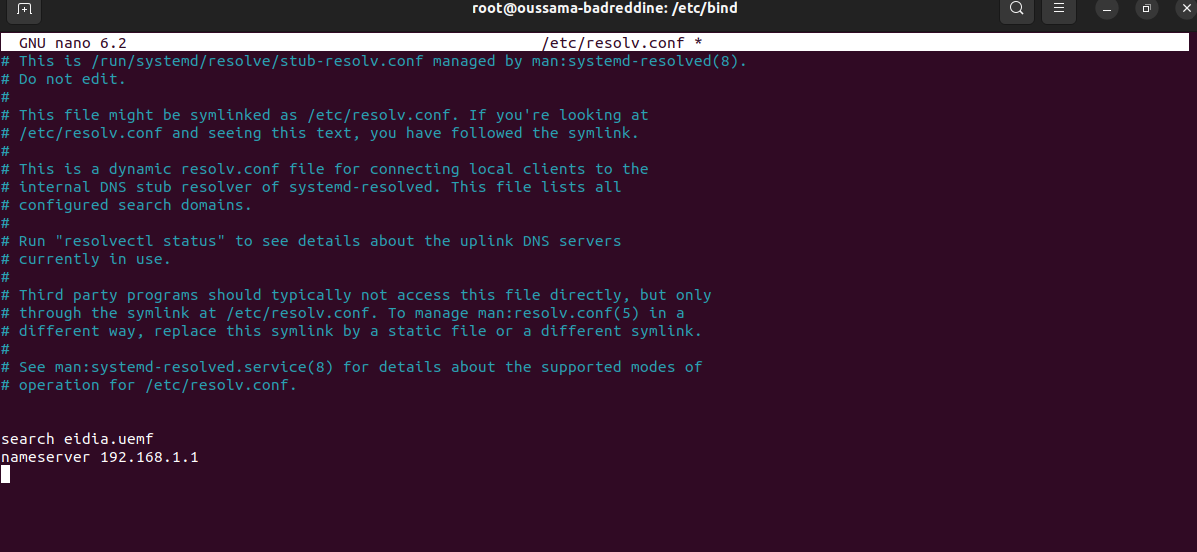 root@oussama-badreddine: /etc/bind
GNU nano 6.2 /etc/resolv.conf *
# This is /run/systemd/resolve/stub-resolv.conf managed by man:systemd-resolved(8).
# Do not edit.
#
# This file might be symlinked as /etc/resolv.conf. If you're looking at
# /etc/resolv.conf and seeing this text, you have followed the symlink.
#
# This is a dynamic resolv.conf file for connecting local clients to the
# internal DNS stub resolver of systemd-resolved. This file lists all
# configured search domains.
#
# Run "resolvectl status" to see details about the uplink DNS servers
# currently in use.
#
# Third party programs should typically not access this file directly, but only
# through the symlink at /etc/resolv.conf. To manage man:resolv.conf(5) in a
# different way, replace this symlink by a static file or a different symlink.
#
# See man:systemd-resolved.service(8) for details about the supported modes of
# operation for /etc/resolv.conf.
search eidia.uemf
nameserver 192.168.1.1